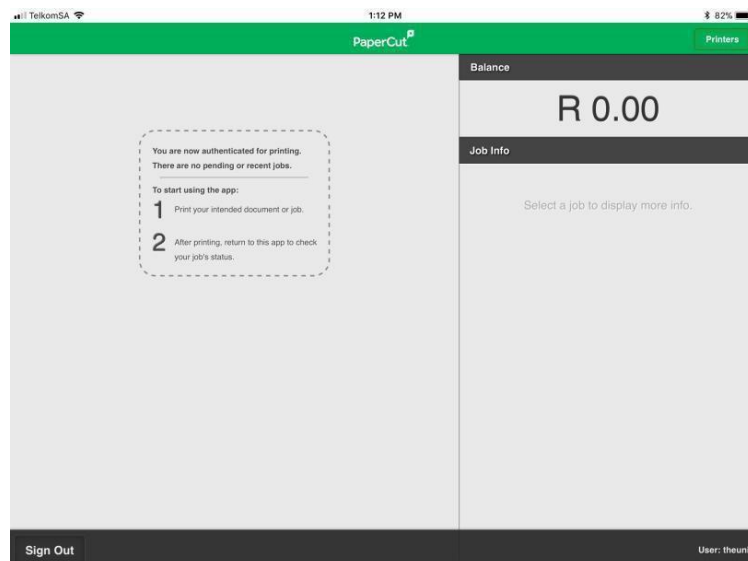 TelkomSA
1:12 PM
82%
PaperCut
Printers
Balance
R 0.00
You are now authenticated for printing.
There are no pending or recent jobs.
To start using the app:
1 Print your intended document or job.
2 After printing, return to this app to check
your job's status.
Job Info
Select a job to display more info.
Sign Out
User: theuni